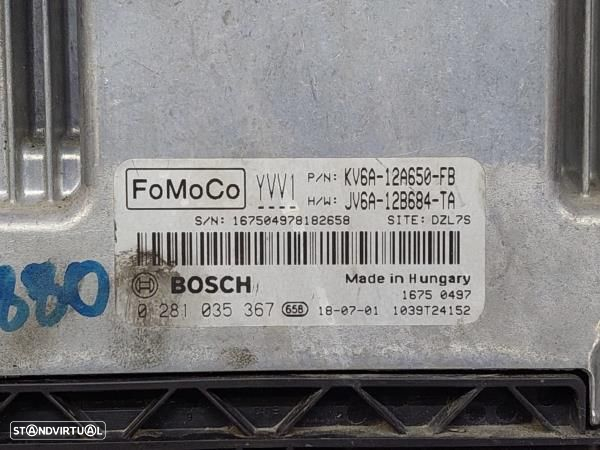 FoMoCo YVV1 P/N: KV6A-12A650-FB
H/W: JV6A-12B684-TA
S/N: 167504978182658 SITE: DZL7S
BOSCH Made in Hungary
1675 0497
0 281 035 367 658 18-07-01 1039T24152
880
STANDVIRTUAL